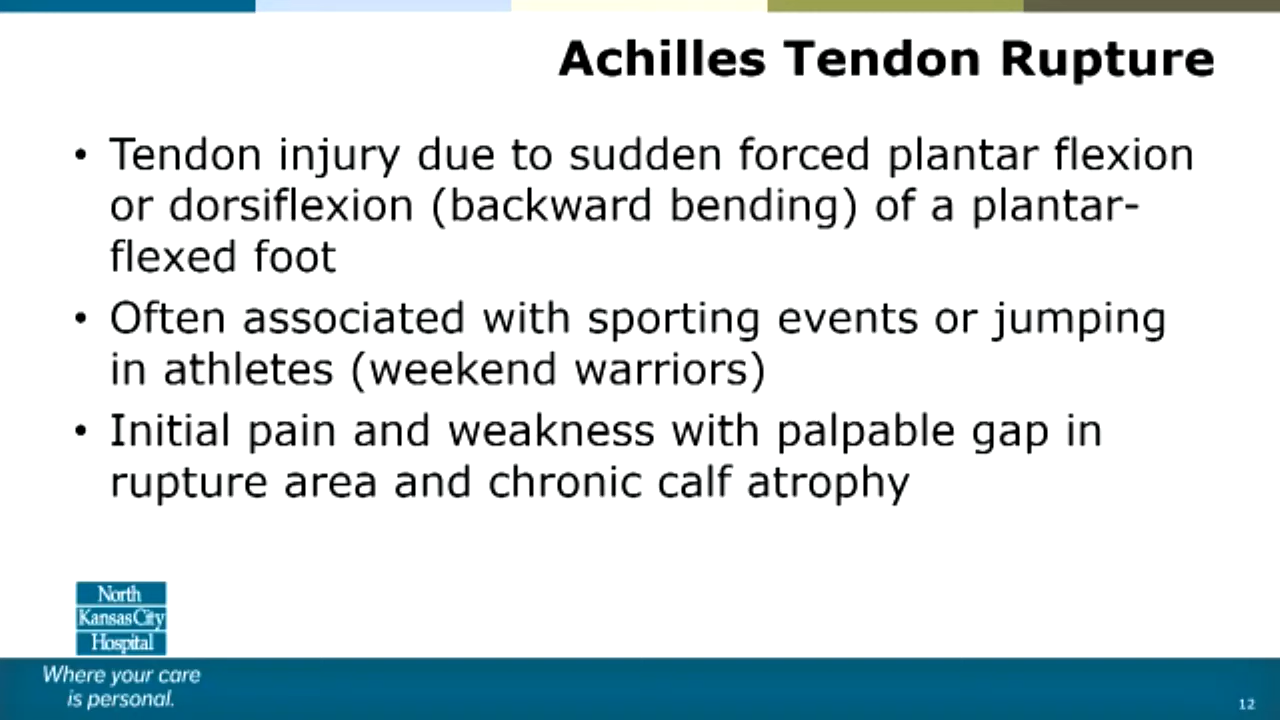 Achilles Tendon Rupture
• Tendon injury due to sudden forced plantar flexion
or dorsiflexion (backward bending) of a plantar-
flexed foot
• Often associated with sporting events or jumping
in athletes (weekend warriors)
• Initial pain and weakness with palpable gap in
rupture area and chronic calf atrophy
North
KansasCity
Hospital
Where your care
is personal.
12